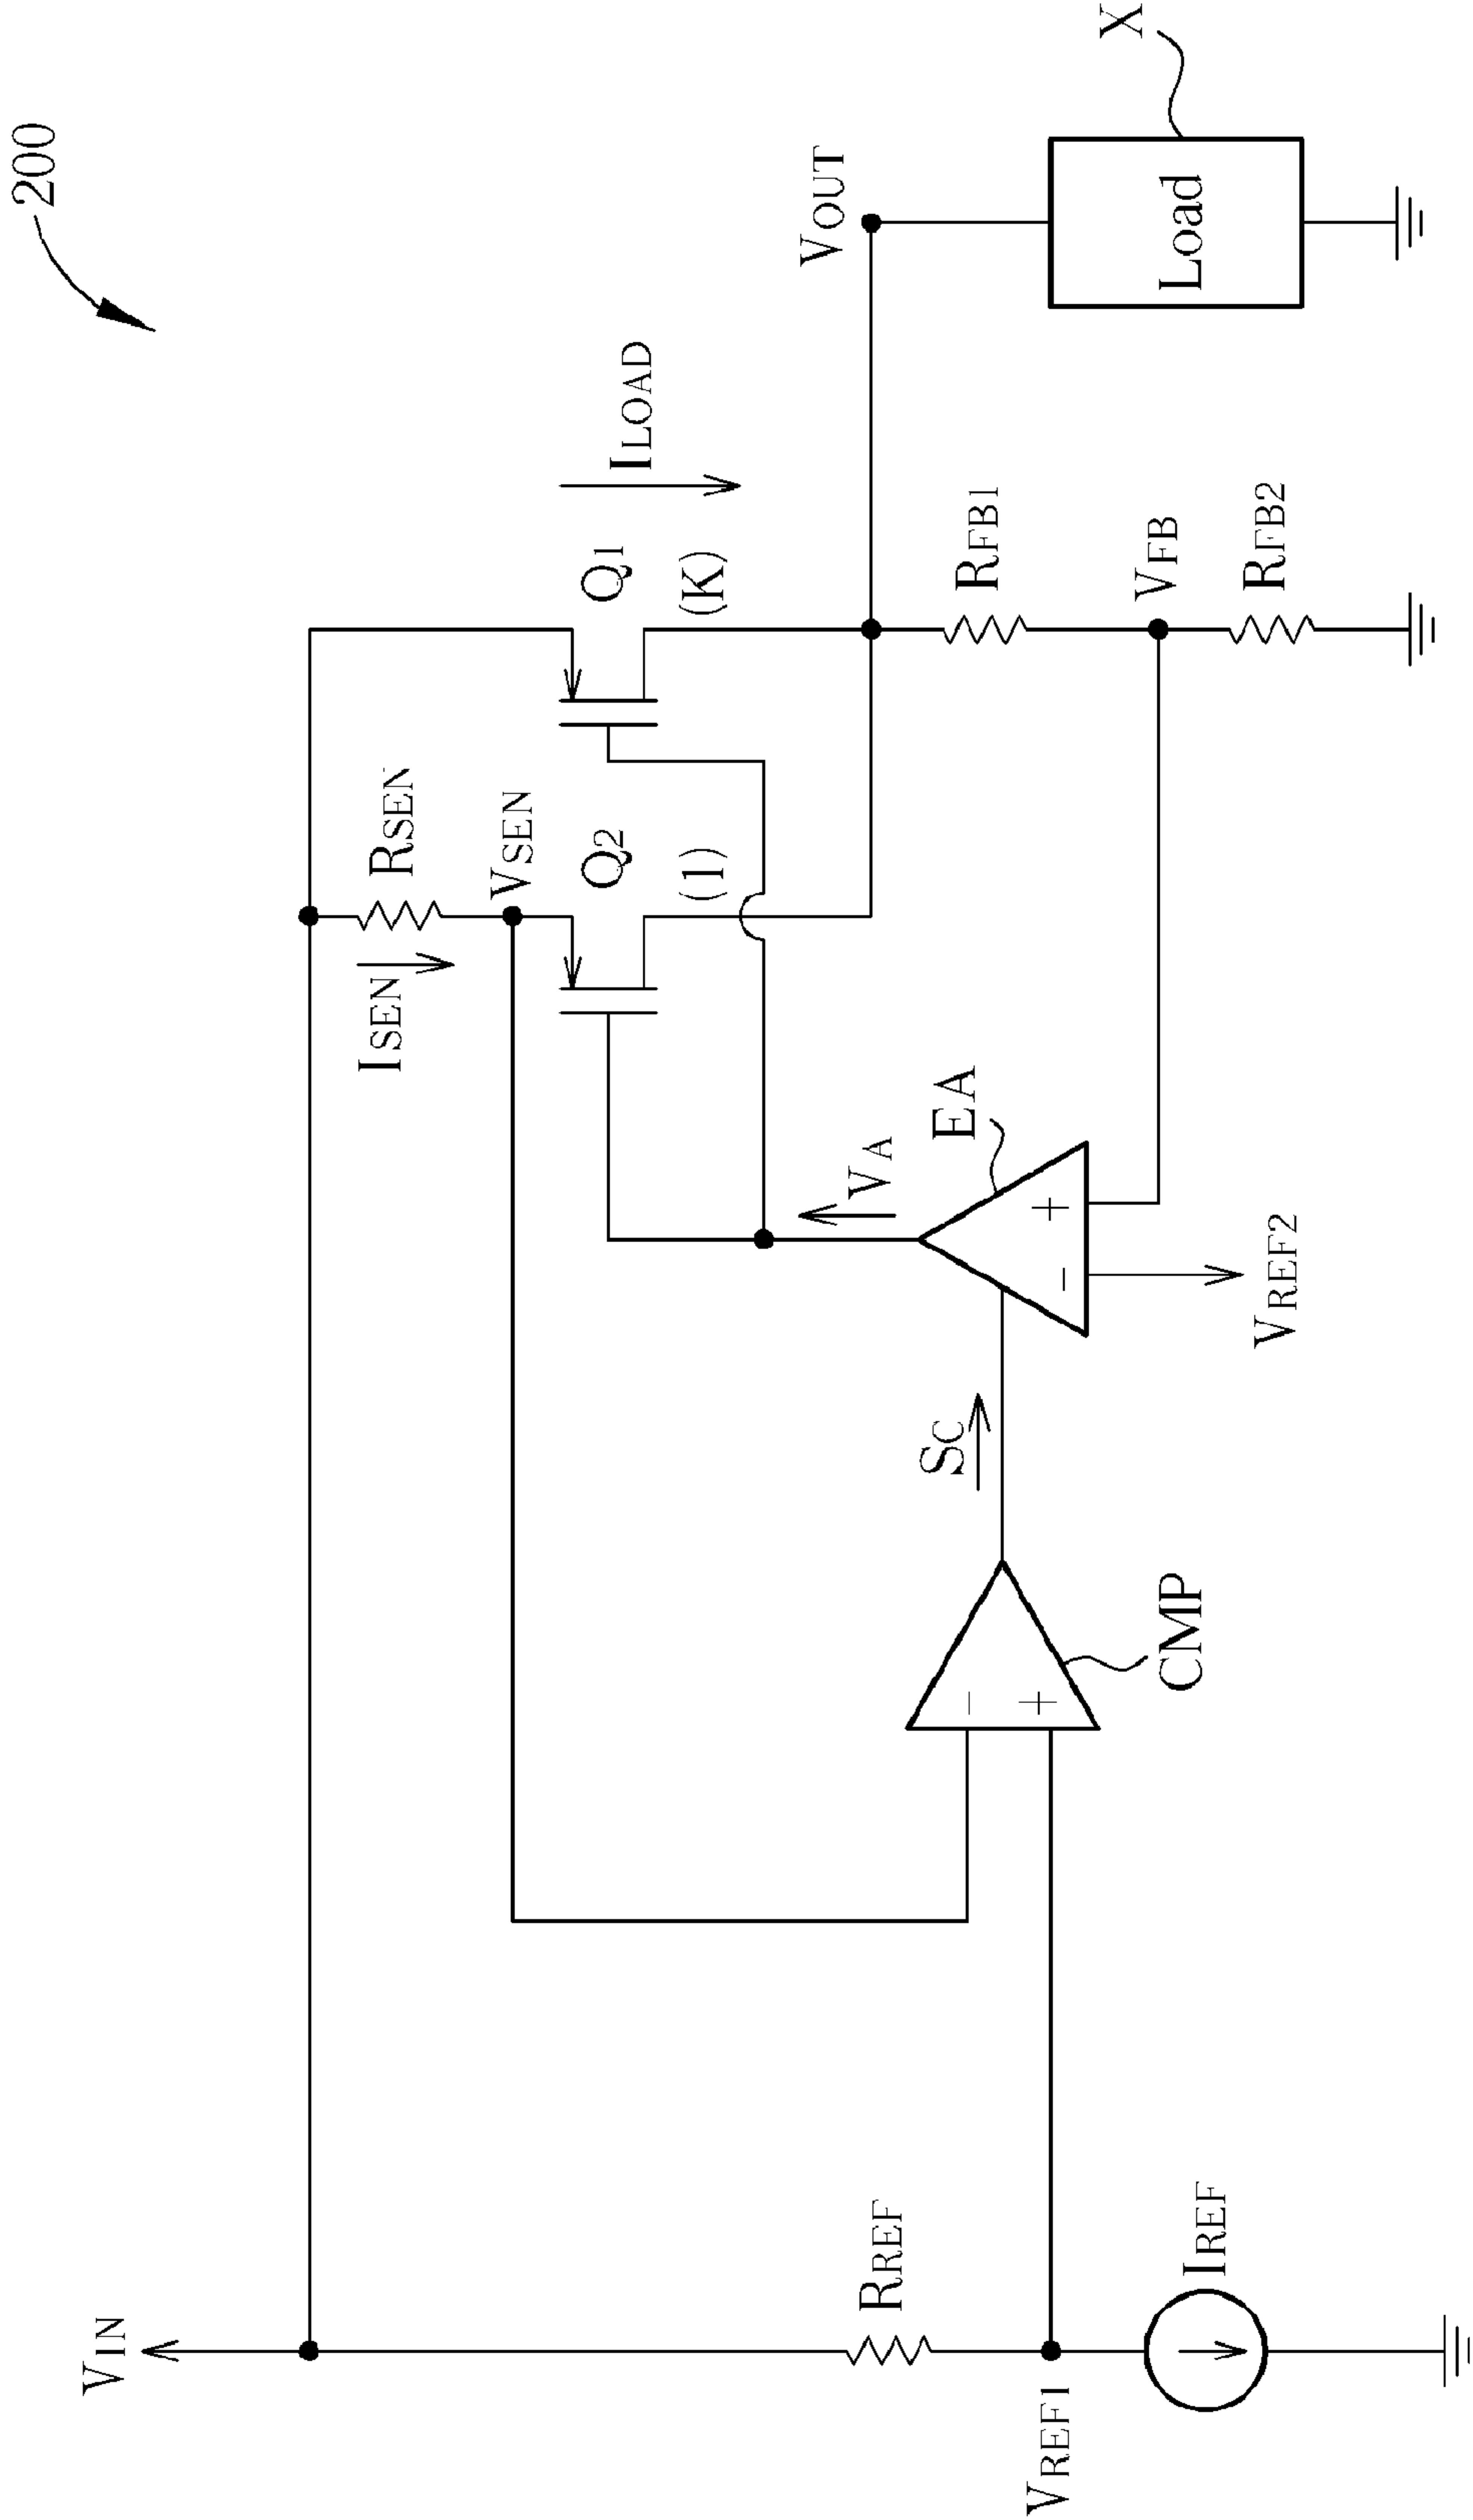 200
VIN
RSEN
ISEN
VSEN
Q2
(1)
Q1
(K)
ILOAD
VOUT
VA
EA
+
-
SC
VREF2
CMP
-
+
RREF
VREF1
IREF
RFB1
VFB
RFB2
Load
X